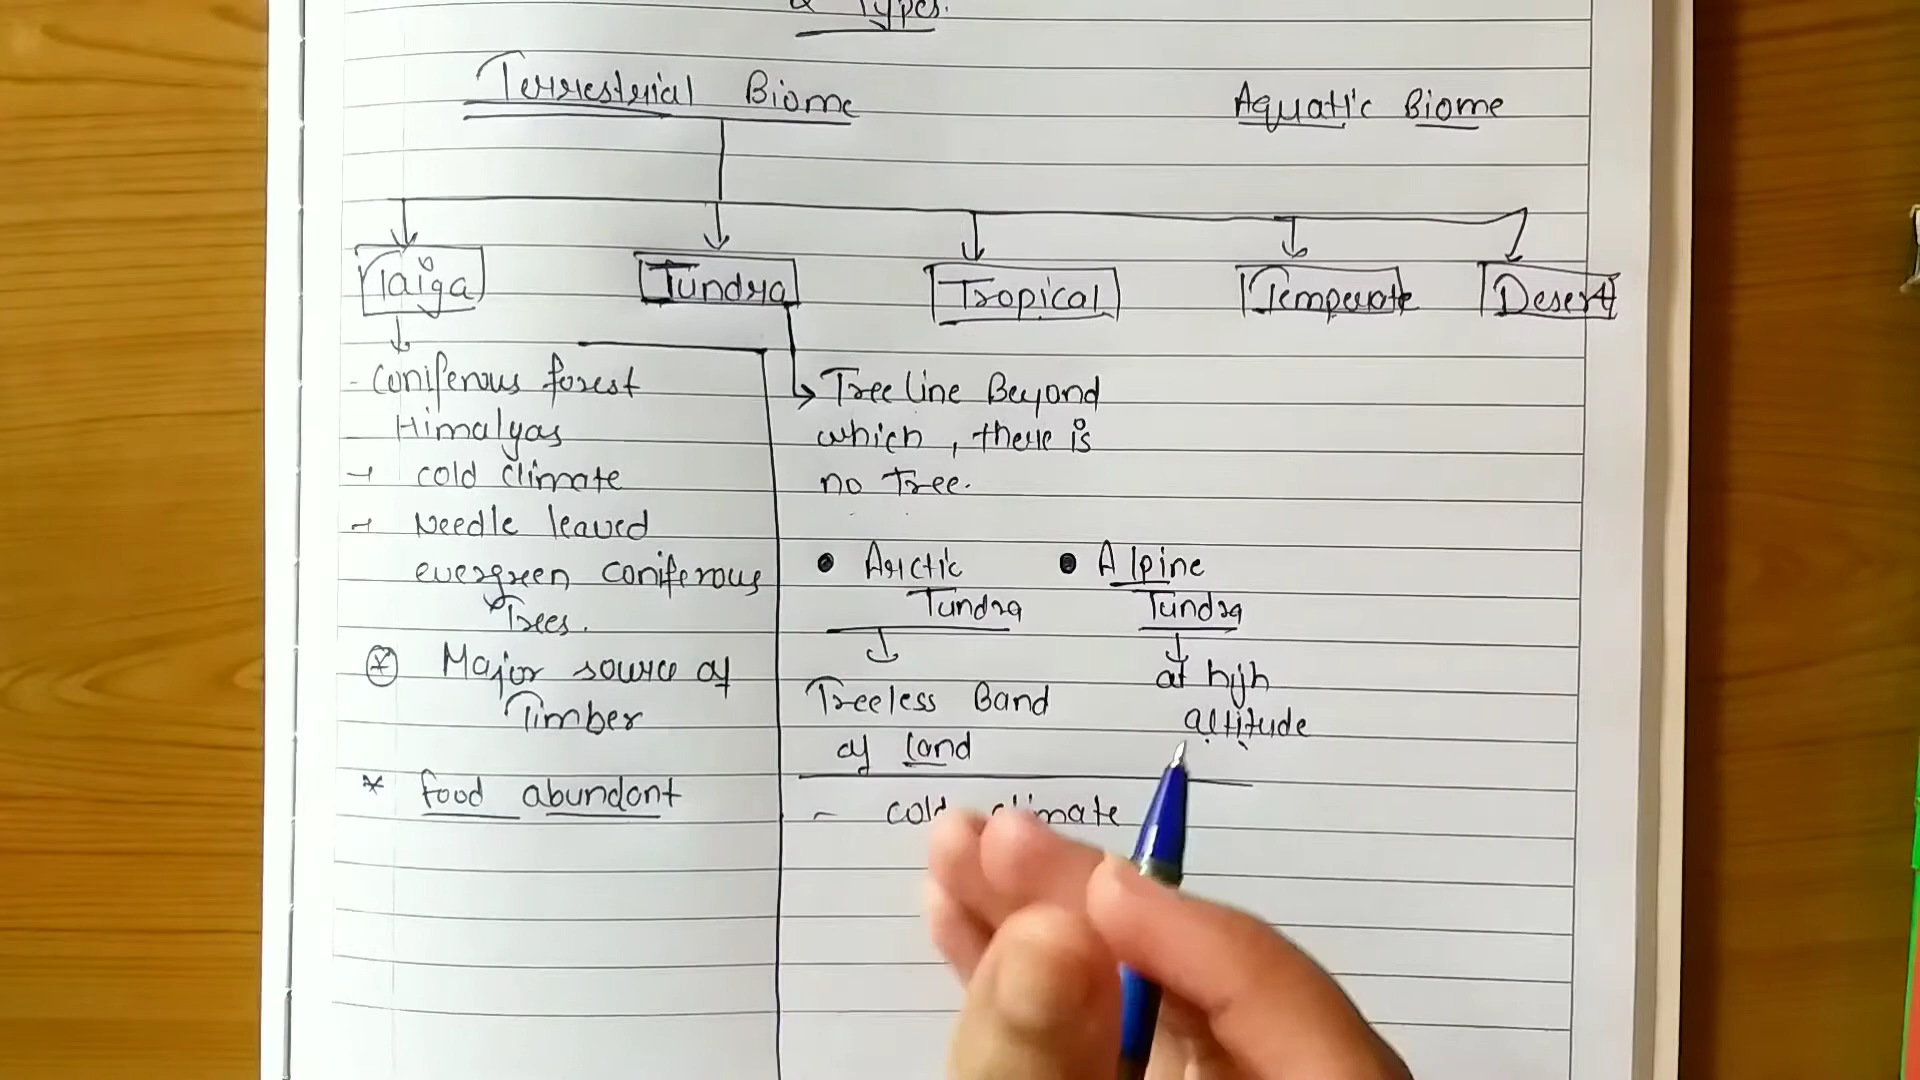 & Types.
Terrestrial Biome
Aquatic Biome
Taiga
Tundra
Tropical
Temperate
Desert
- Coniferous forest
Himalyas
→ cold climate
→ Needle leaved
evergreen coniferous
Trees.
* Major source of
Timber
* food abundant
Tree line Beyond
which, there is
no Tree.
• Arctic
Tundra
Treeless Band
of land
• Alpine
Tundra
at high
altitude
- cold climate